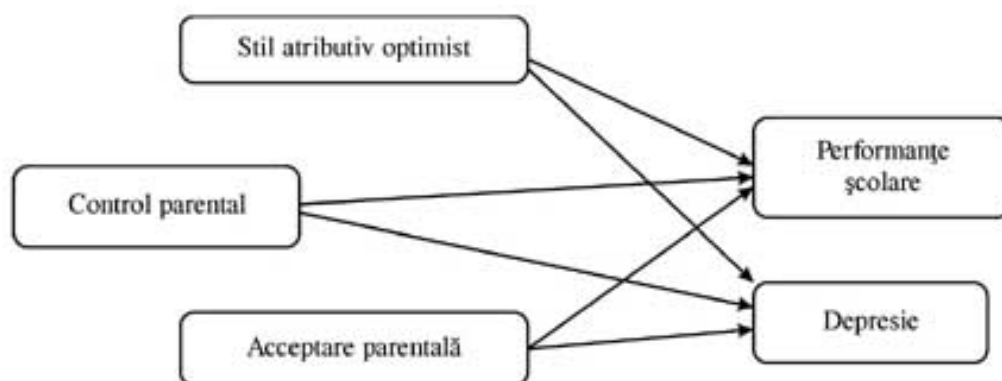 Stil atributiv optimist
Performanţe
şcolare
Control parental
Depresie
Acceptare parentală